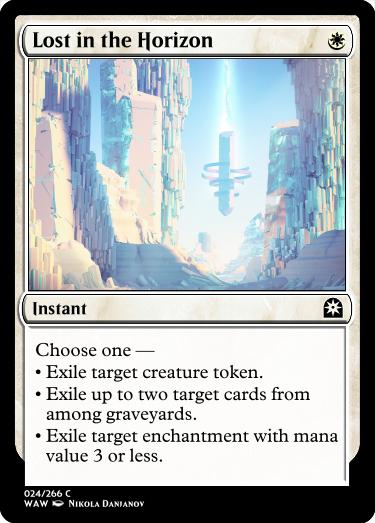 Lost in the Horizon
Instant
Choose one —
• Exile target creature token.
• Exile up to two target cards from
among graveyards.
• Exile target enchantment with mana
value 3 or less.
024/266 C
WAW Nikola Danjanov